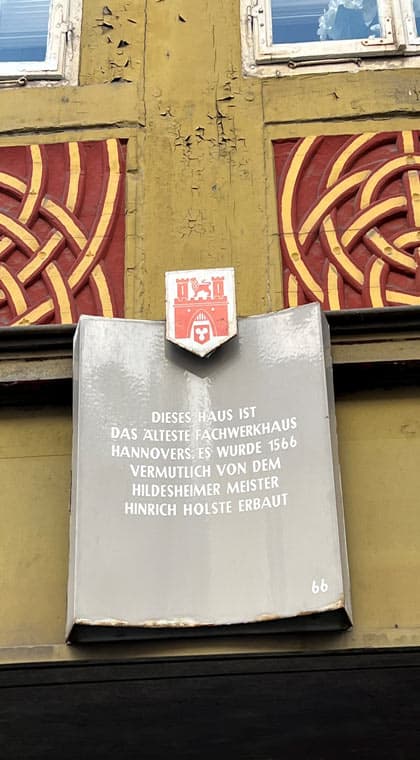 DIESES HAUS IST
DAS ÄLTESTE FACHWERKHAUS
HANNOVERS. ES WURDE 1566
VERMUTLICH VON DEM
HILDESHEIMER MEISTER
HINRICH HOLSTE ERBAUT
66